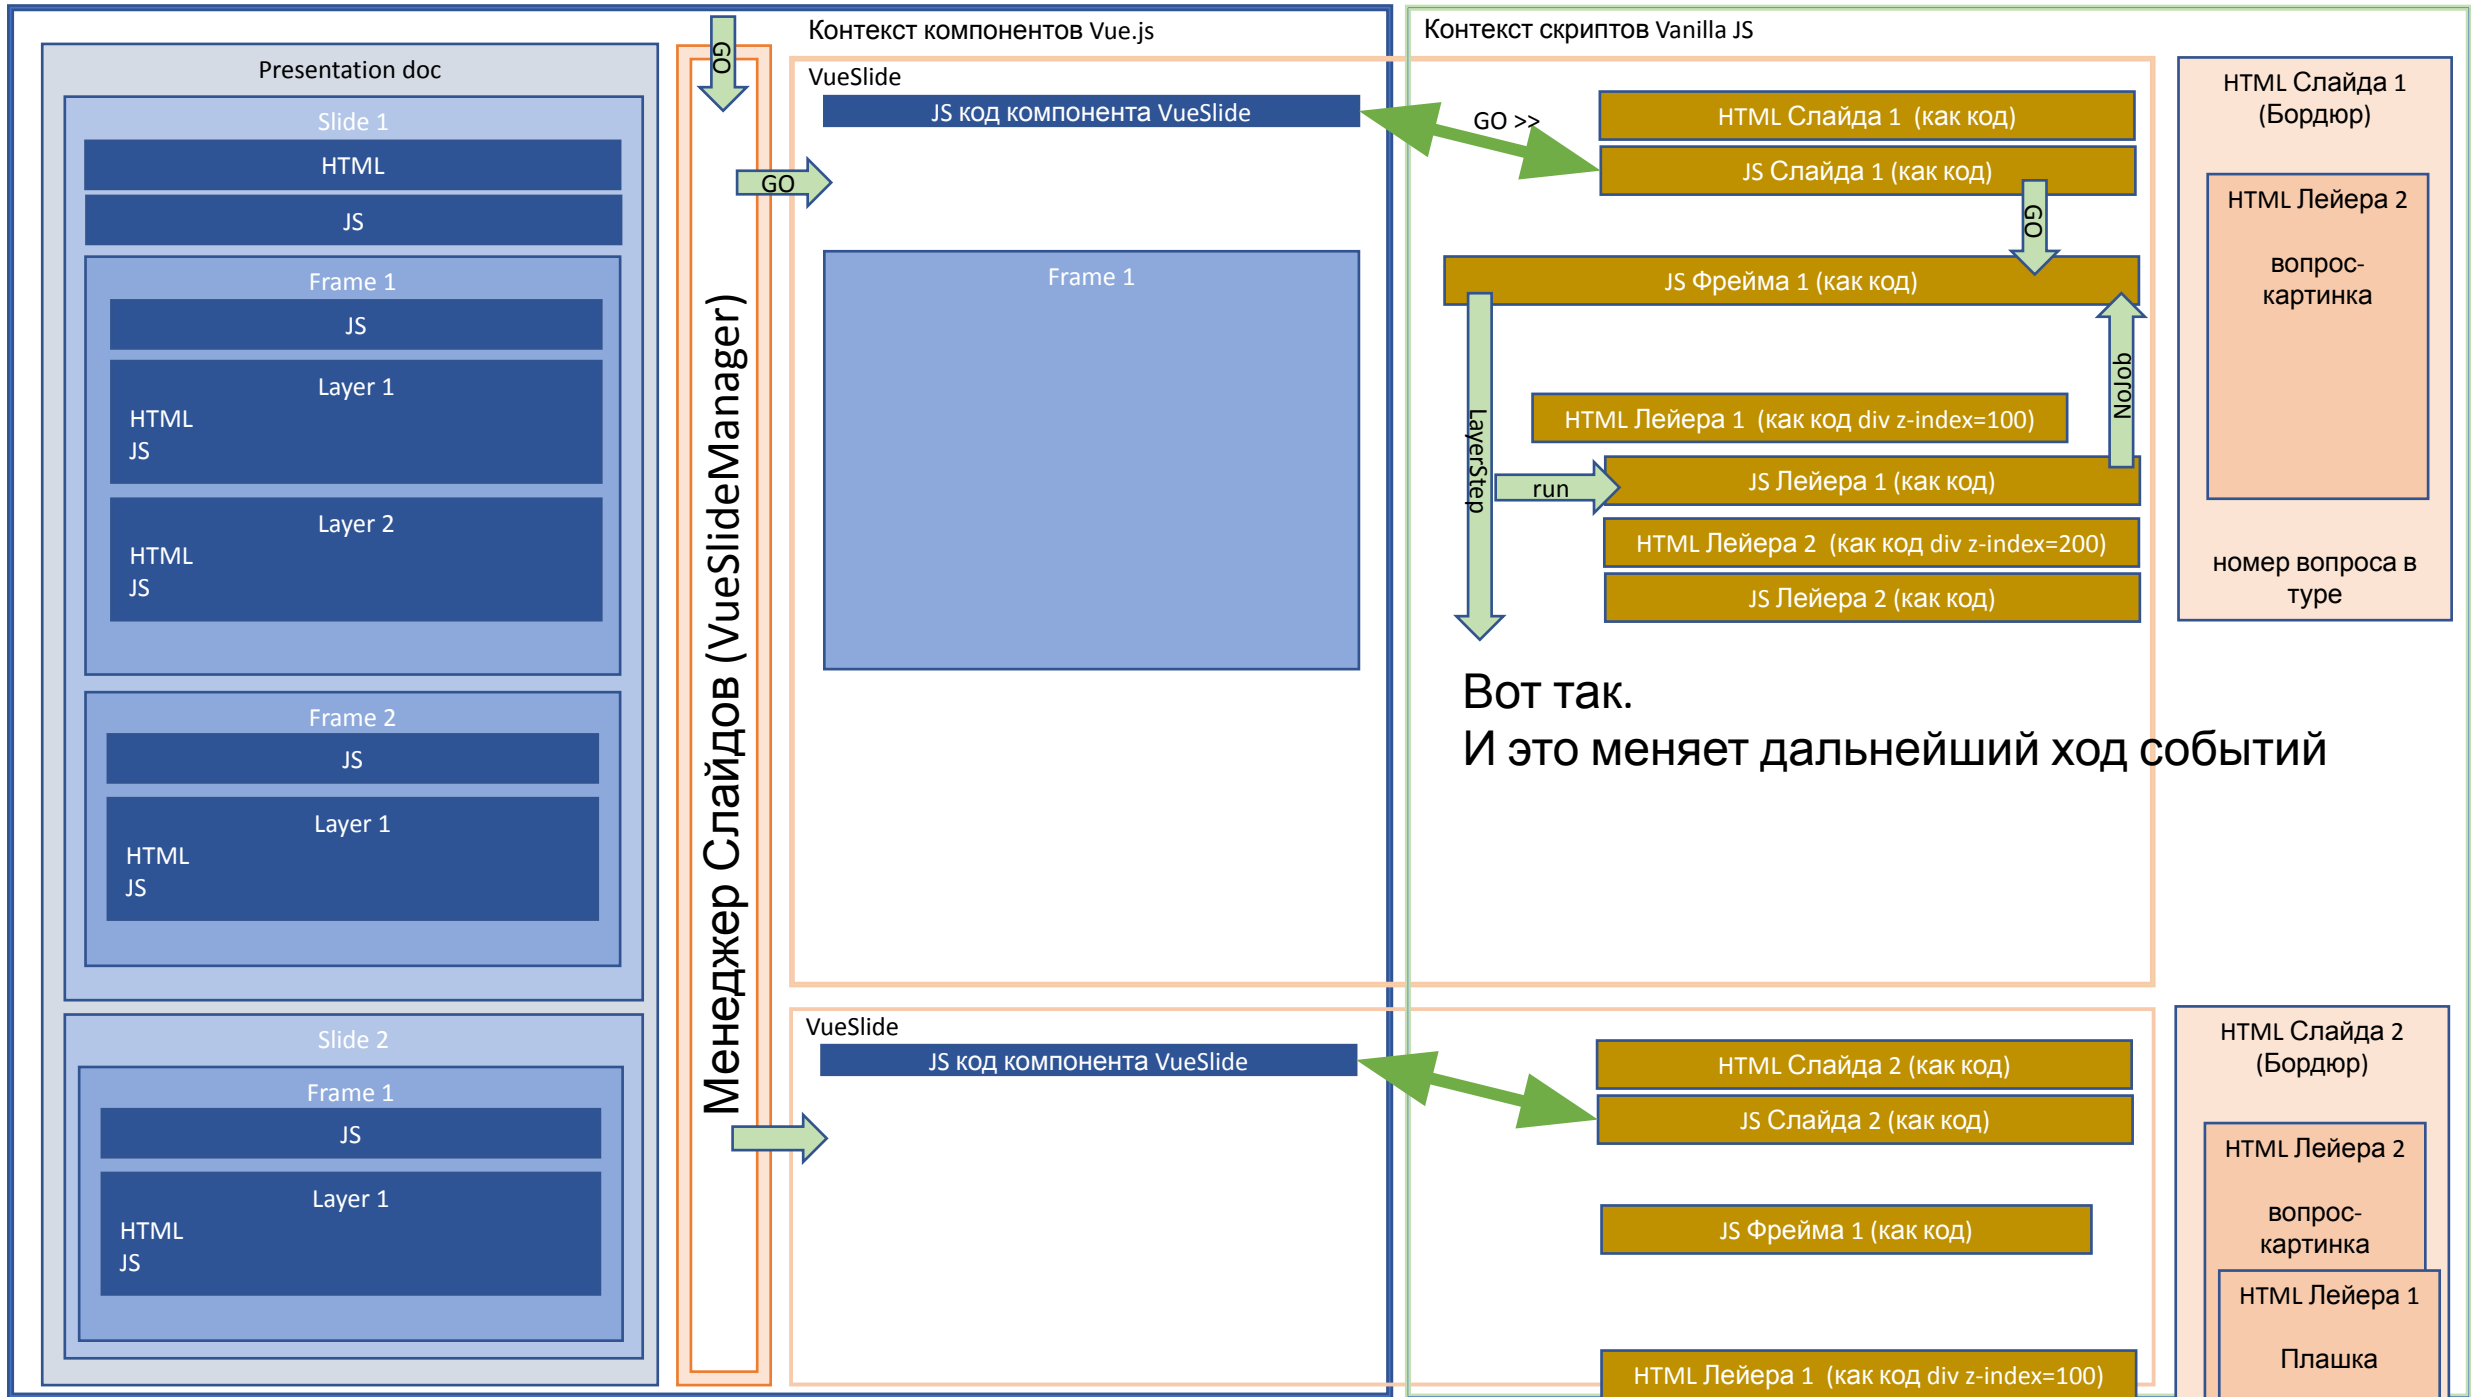 Контекст компонентов Vue.js
Контекст скриптов Vanilla JS
Presentation doc
Slide 1
HTML
JS
Frame 1
JS
Layer 1
HTML
JS
Layer 2
HTML
JS
Frame 2
JS
Layer 1
HTML
JS
Slide 2
Frame 1
JS
Layer 1
HTML
JS
GO
Менеджер Слайдов (VueSlideManager)
GO
VueSlide
JS код компонента VueSlide
Frame 1
GO >>
HTML Слайда 1 (как код)
JS Слайда 1 (как код)
GO
JS Фрейма 1 (как код)
NoJob
LayerStep
run
HTML Лейера 1 (как код div z-index=100)
JS Лейера 1 (как код)
HTML Лейера 2 (как код div z-index=200)
JS Лейера 2 (как код)
Вот так.
И это меняет дальнейший ход событий
HTML Слайда 1
(Бордюр)
HTML Лейера 2
вопрос-
картинка
номер вопроса в
туре
VueSlide
JS код компонента VueSlide
HTML Слайда 2 (как код)
JS Слайда 2 (как код)
JS Фрейма 1 (как код)
HTML Лейера 1 (как код div z-index=100)
HTML Слайда 2
(Бордюр)
HTML Лейера 2
вопрос-
картинка
HTML Лейера 1
Плашка